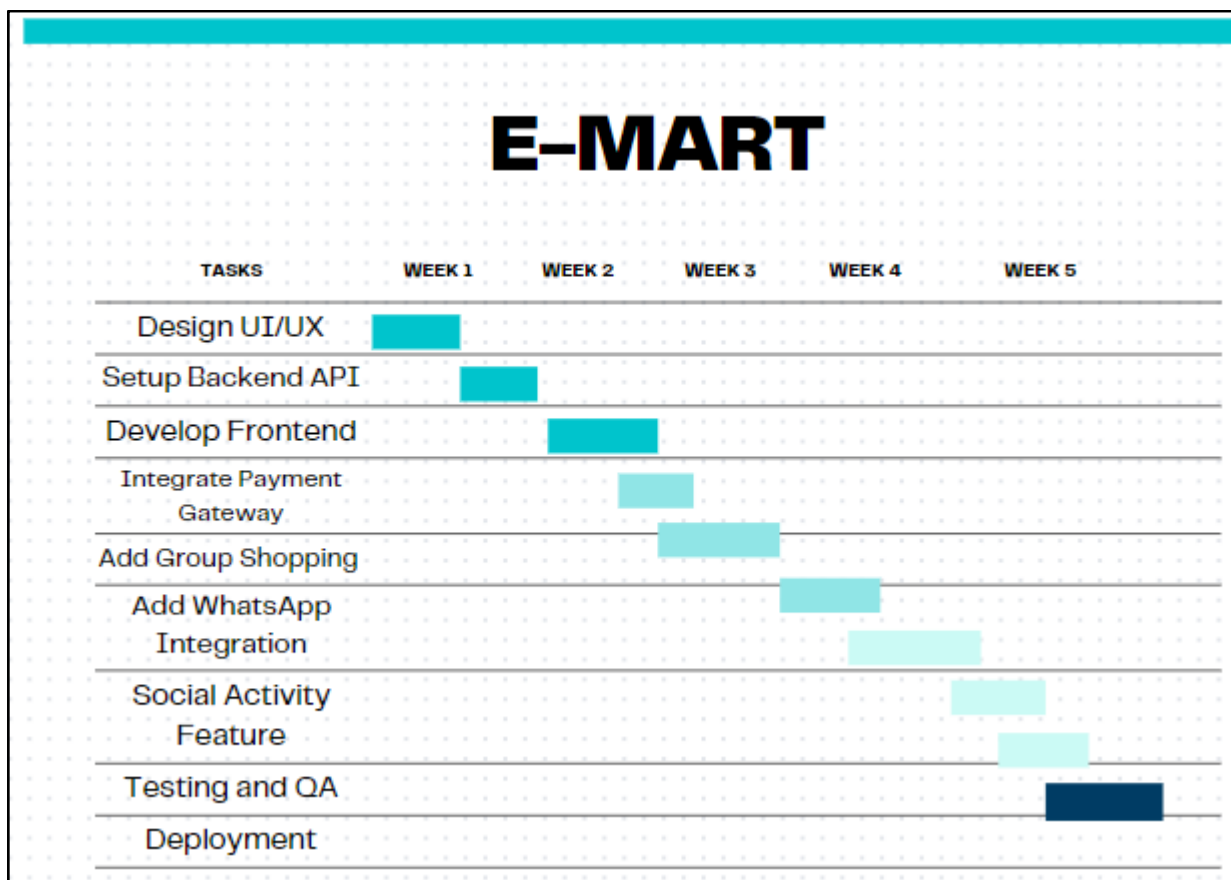 E-MART
TASKS WEEK 1 WEEK 2 WEEK 3 WEEK 4 WEEK 5
Design UI/UX
Setup Backend API
Develop Frontend
Integrate Payment
Gateway
Add Group Shopping
Add WhatsApp
Integration
Social Activity
Feature
Testing and QA
Deployment